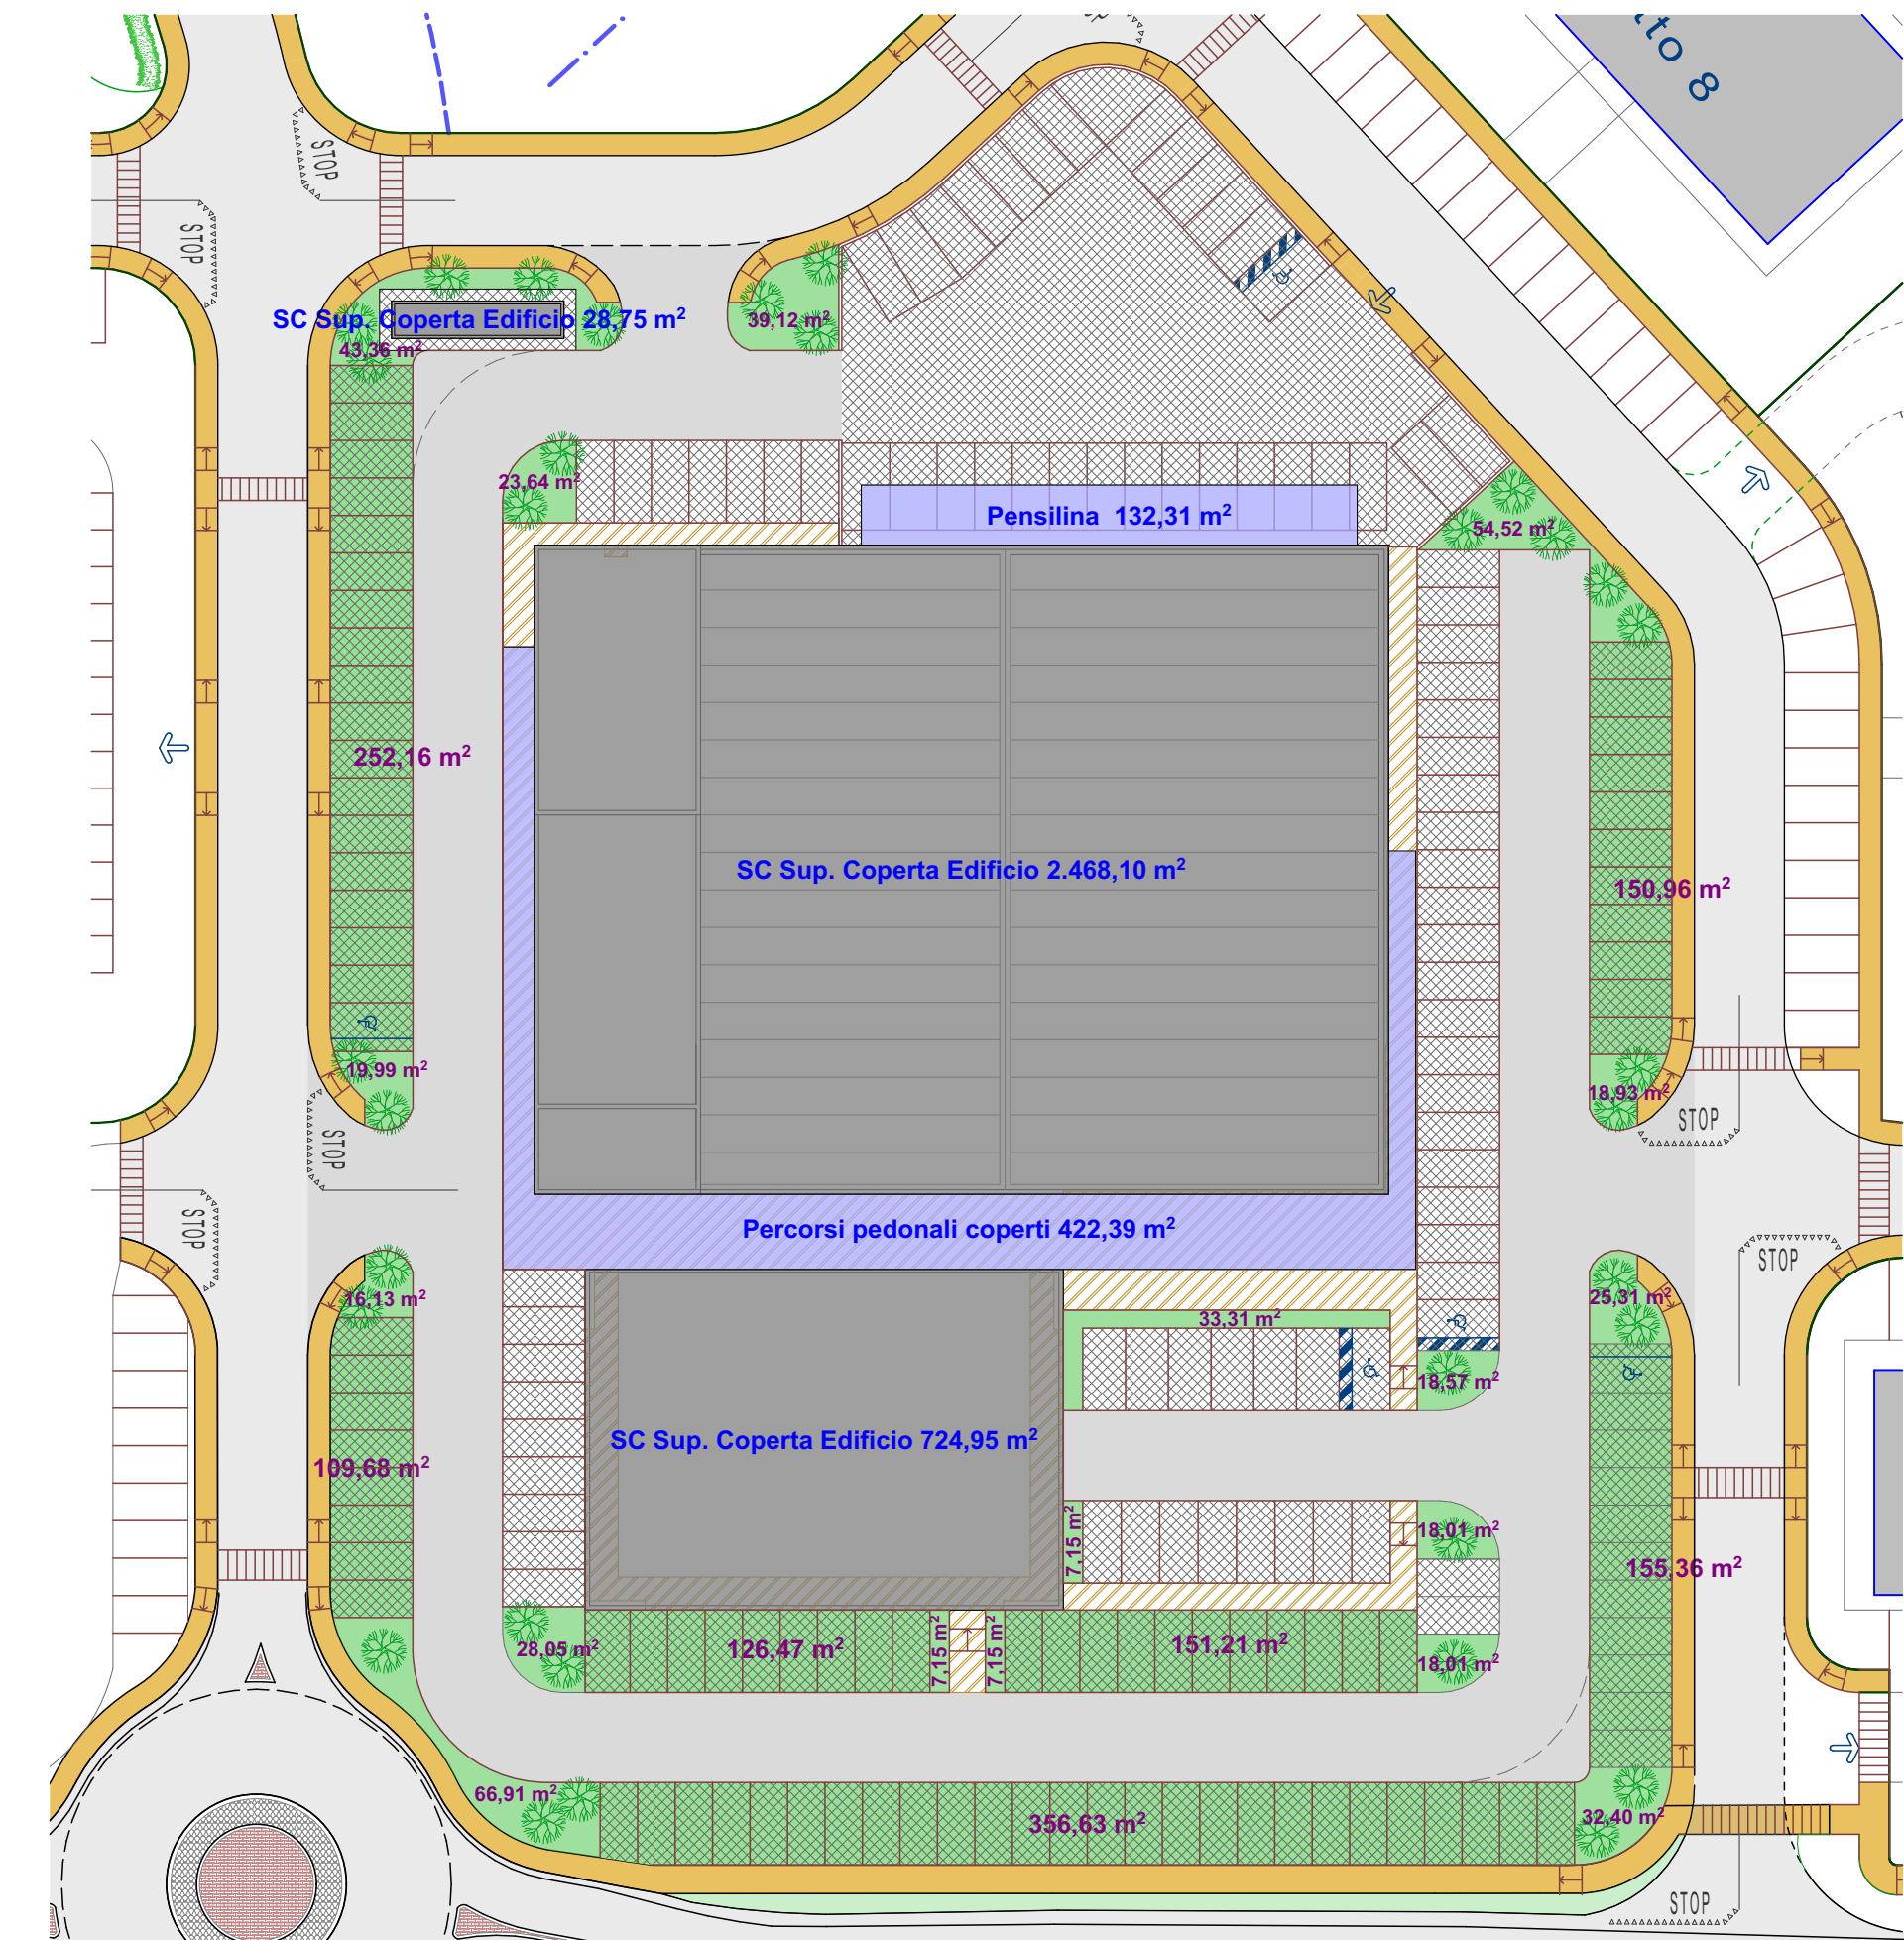 8
STOP
STOP
SC Sup. Coperta Edificio 28,75 m²
39,12 m²
43,36 m²
23,64 m²
Pensilina 132,31 m²
54,52 m²
252,16 m²
SC Sup. Coperta Edificio 2.468,10 m²
150,96 m²
19,99 m²
18,93 m²
STOP
STOP
STOP
Percorsi pedonali coperti 422,39 m²
STOP
16,13 m²
25,31 m²
33,31 m²
18,57 m²
SC Sup. Coperta Edificio 724,95 m²
109,68 m²
18,01 m²
7,15 m²
155,36 m²
28,05 m²
126,47 m²
7,15 m²
7,15 m²
151,21 m²
18,01 m²
66,91 m²
356,63 m²
32,40 m²
STOP